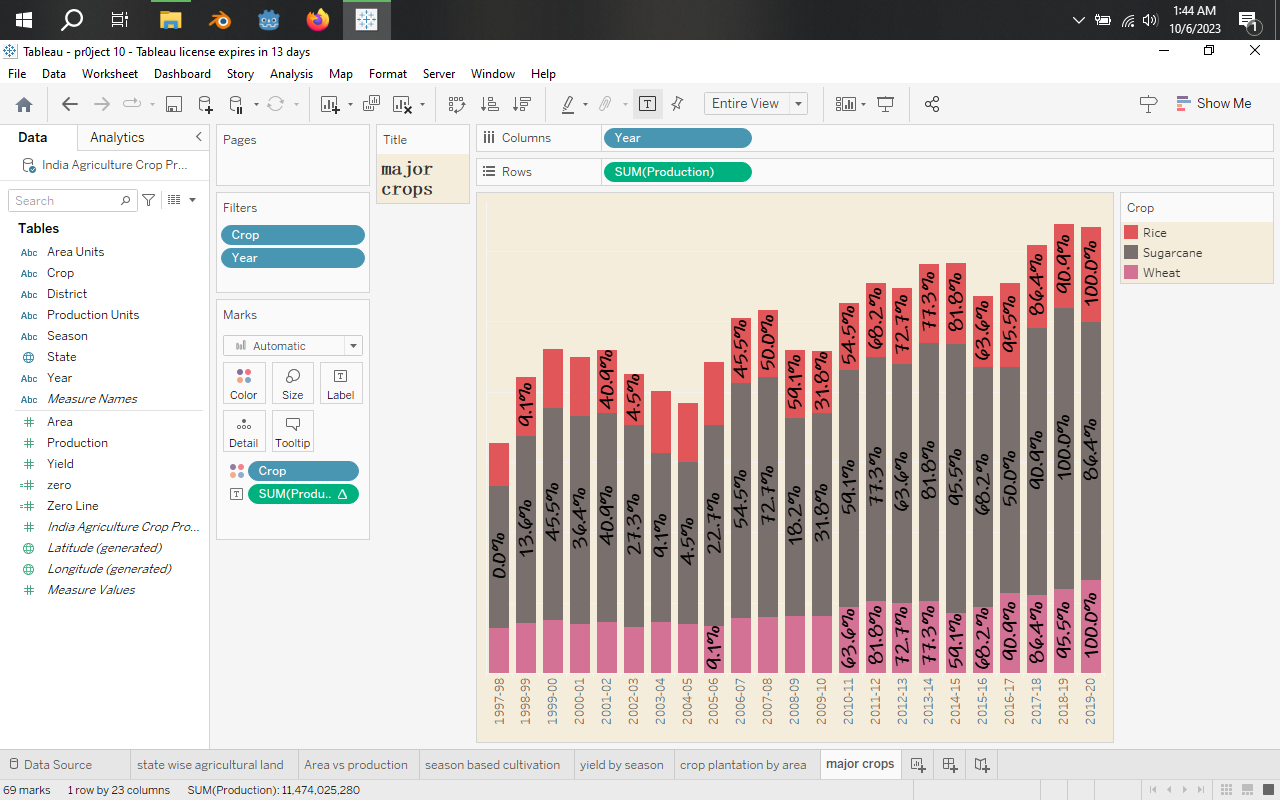 1:44 AM
10/6/2023
1
Tableau - pr0ject 10 - Tableau license expires in 13 days
File Data Worksheet Dashboard Story Analysis Map Format Server Window Help
Entire View
Show Me
Data Analytics
India Agriculture Crop Pr...
Search
Tables
Abc Area Units
Abc Crop
Abc District
Abc Production Units
Abc Season
State
Abc Year
Abc Measure Names
# Area
# Production
# Yield
=# zero
=# Zero Line
# India Agriculture Crop Pro...
Latitude (generated)
Longitude (generated)
# Measure Values
Pages
Filters
Crop
Year
Marks
Automatic
Color Size Label
Detail Tooltip
Crop
SUM(Produ.. Δ
Title
major
crops
Columns Year
Rows SUM(Production)
9.1% 40.9% 4.5% 45.5% 50.0% 59.1% 31.8% 54.5% 68.2% 72.7% 77.3% 81.8% 63.6% 95.5% 86.4% 90.9% 100.0%
0.0% 13.6% 45.5% 36.4% 40.9% 27.3% 9.1% 4.5% 22.7% 54.5% 72.7% 18.2% 31.8% 59.1% 77.3% 63.6% 81.8% 95.5% 68.2% 50.0% 90.9% 100.0% 86.4%
9.1% 63.6% 81.8% 72.7% 77.3% 59.1% 68.2% 90.9% 86.4% 95.5% 100.0%
1997-98 1998-99 1999-00 2000-01 2001-02 2002-03 2003-04 2004-05 2005-06 2006-07 2007-08 2008-09 2009-10 2010-11 2011-12 2012-13 2013-14 2014-15 2015-16 2016-17 2017-18 2018-19 2019-20
Crop
Rice
Sugarcane
Wheat
Data Source state wise agricultural land Area vs production season based cultivation yield by season crop plantation by area major crops
69 marks 1 row by 23 columns SUM(Production): 11,474,025,280